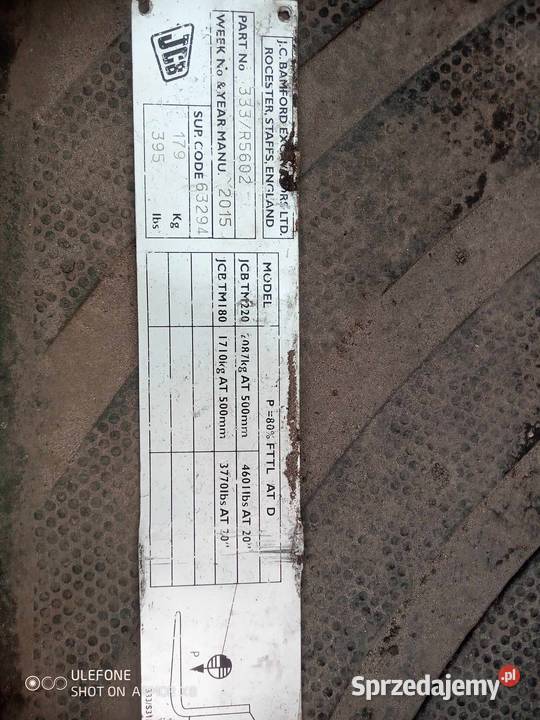 J.C. BAMFORD EXCAVATORS LTD.
ROCESTER, STAFFS, ENGLAND
PART No 333/R5602
WEEK No & YEAR MANU. 2015
SUP. CODE 63294
179 Kg
395 lbs
JCB
MODEL P =80% FTTL AT D
JCB TM220 2087kg AT 500mm 4601lbs AT 20"
JCB TM180 1710kg AT 500mm 3770lbs AT 20"
P
ULEFONE
SHOT ON A
Sprzedajemy.pl